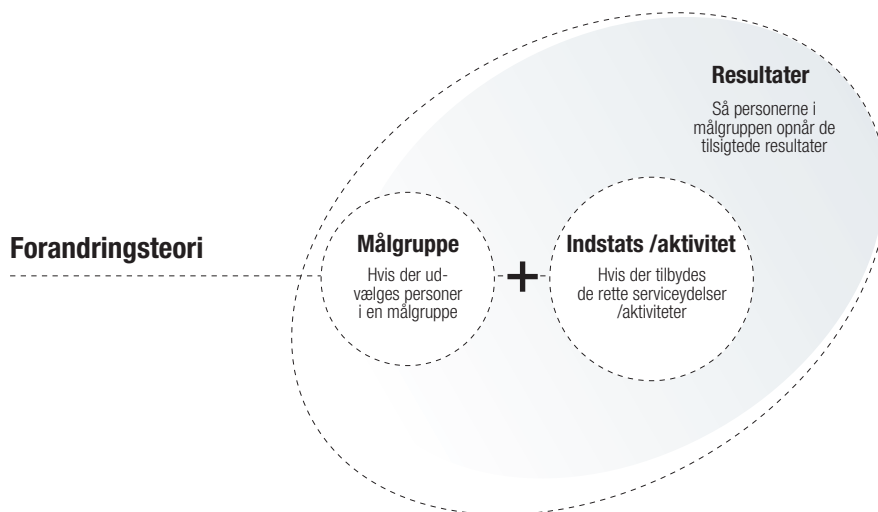 Resultater
Så personerne i
målgruppen opnår de
tilsigtede resultater
Forandringsteori
Målgruppe
Hvis der ud-
vælges personer
i en målgruppe
+
Indstats /aktivitet
Hvis der tilbydes
de rette serviceydelser
/aktiviteter